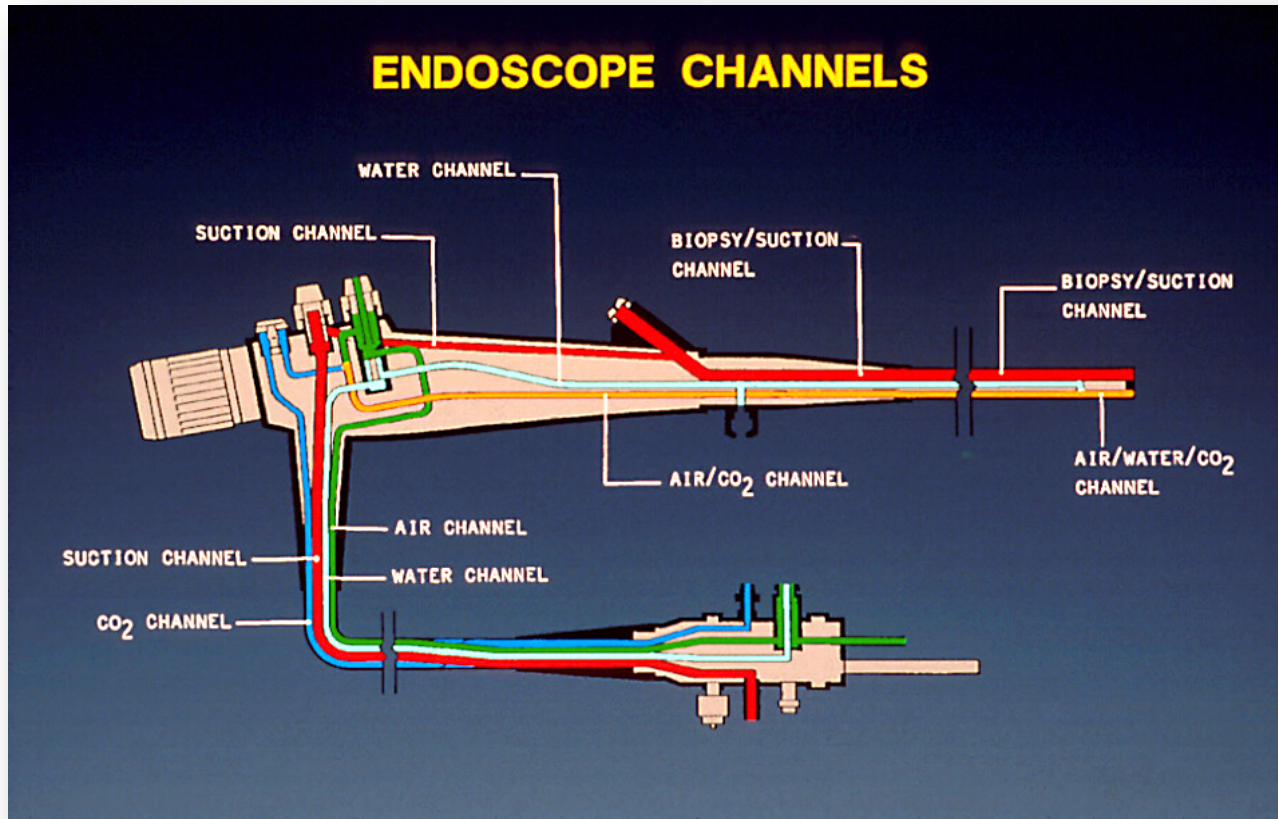 ENDOSCOPE CHANNELS
WATER CHANNEL
SUCTION CHANNEL
BIOPSY/SUCTION
CHANNEL
BIOPSY/SUCTION
CHANNEL
AIR/CO₂ CHANNEL
AIR/WATER/CO₂
CHANNEL
AIR CHANNEL
SUCTION CHANNEL
WATER CHANNEL
CO₂ CHANNEL